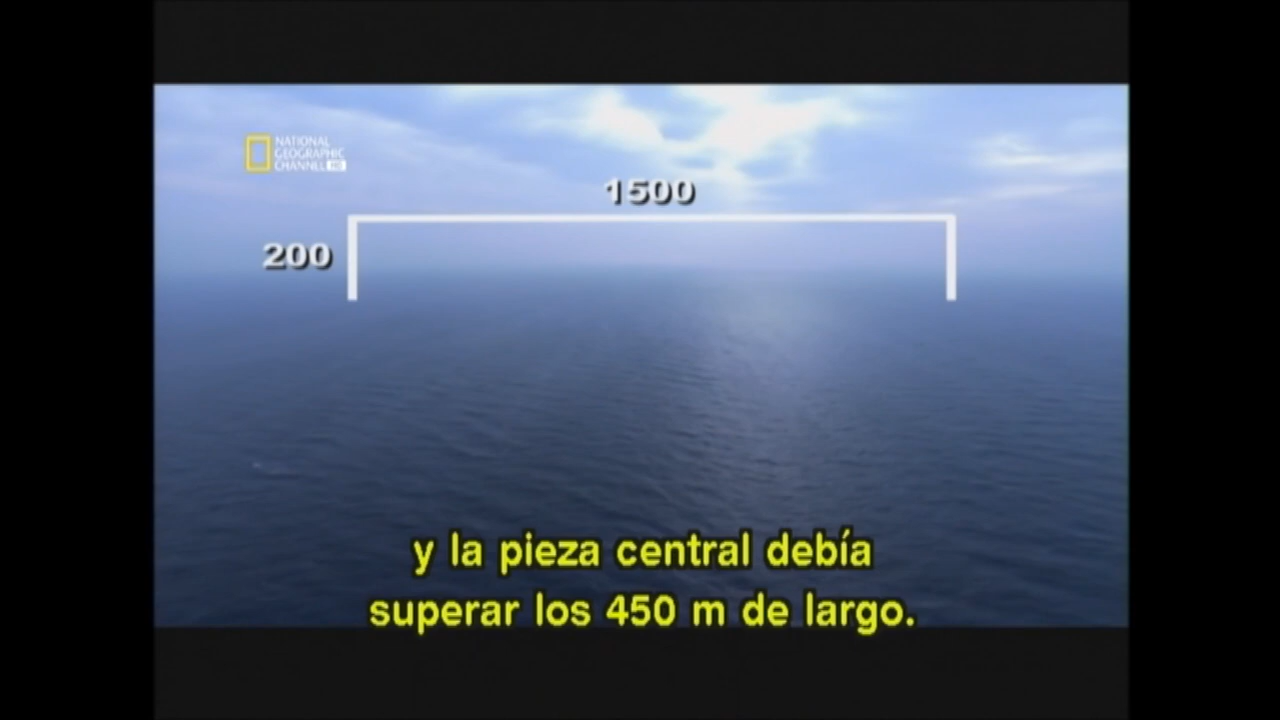 NATIONAL
GEOGRAPHIC
CHANNEL HD
1500
200
y la pieza central debía
superar los 450 m de largo.